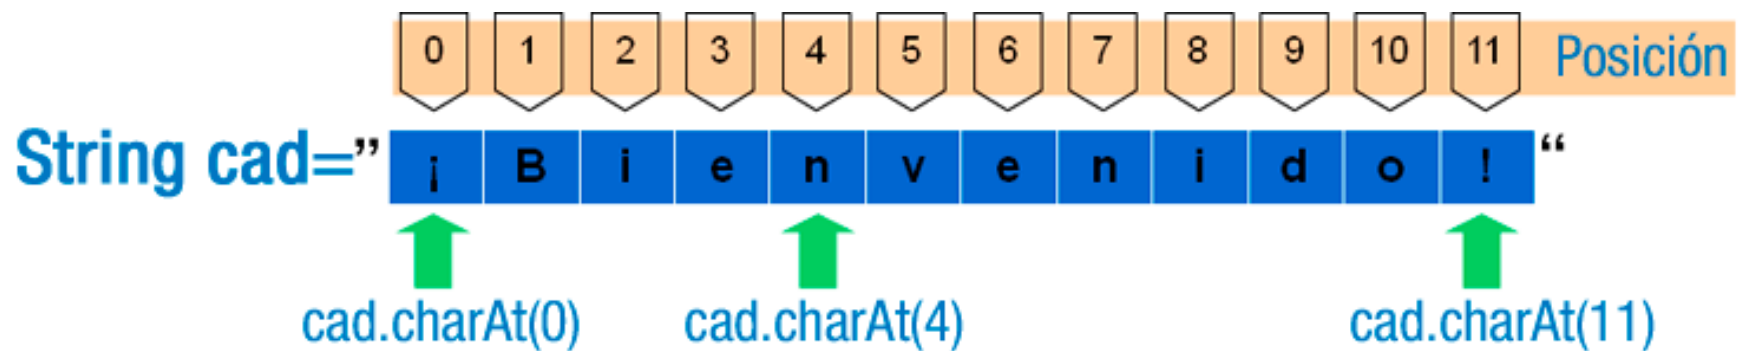 0 1 2 3 4 5 6 7 8 9 10 11 Posición
String cad=” ¡ B i e n v e n i d o ! “
cad.charAt(0) cad.charAt(4) cad.charAt(11)